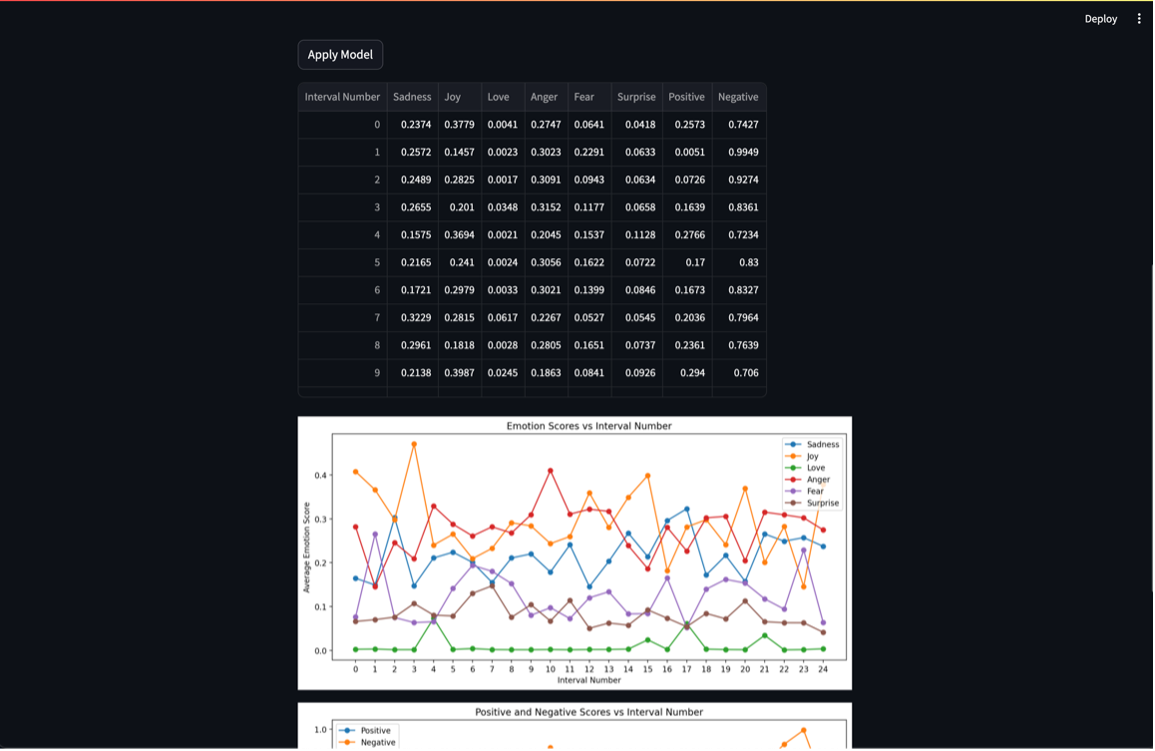 Deploy
Apply Model
Interval Number Sadness Joy Love Anger Fear Surprise Positive Negative
0 0.2374 0.3779 0.0041 0.2747 0.0641 0.0418 0.2573 0.7427
1 0.2572 0.1457 0.0023 0.3023 0.2291 0.0633 0.0051 0.9949
2 0.2489 0.2825 0.0017 0.3091 0.0943 0.0634 0.0726 0.9274
3 0.2655 0.201 0.0348 0.3152 0.1177 0.0658 0.1639 0.8361
4 0.1575 0.3694 0.0021 0.2045 0.1537 0.1128 0.2766 0.7234
5 0.2165 0.241 0.0024 0.3056 0.1622 0.0722 0.17 0.83
6 0.1721 0.2979 0.0033 0.3021 0.1399 0.0846 0.1673 0.8327
7 0.3229 0.2815 0.0617 0.2267 0.0527 0.0545 0.2036 0.7964
8 0.2961 0.1818 0.0028 0.2805 0.1651 0.0737 0.2361 0.7639
9 0.2138 0.3987 0.0245 0.1863 0.0841 0.0926 0.294 0.706
Emotion Scores vs Interval Number
Sadness
Joy
Love
Anger
Fear
Surprise
Average Emotion Score
0.4
0.3
0.2
0.1
0.0
0 1 2 3 4 5 6 7 8 9 10 11 12 13 14 15 16 17 18 19 20 21 22 23 24
Interval Number
Positive and Negative Scores vs Interval Number
1.0
Positive
Negative